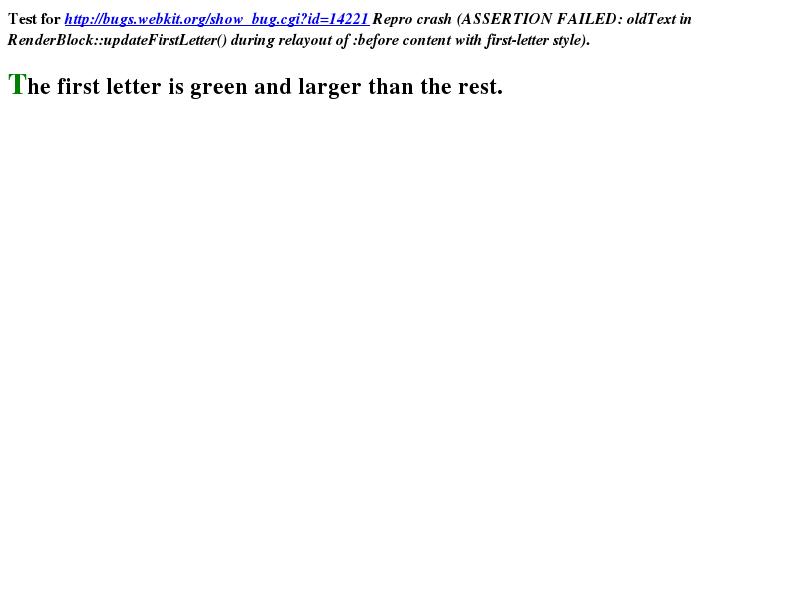 Test for http://bugs.webkit.org/show_bug.cgi?id=14221 Repro crash (ASSERTION FAILED: oldText in
RenderBlock::updateFirstLetter() during relayout of :before content with first-letter style).
The first letter is green and larger than the rest.